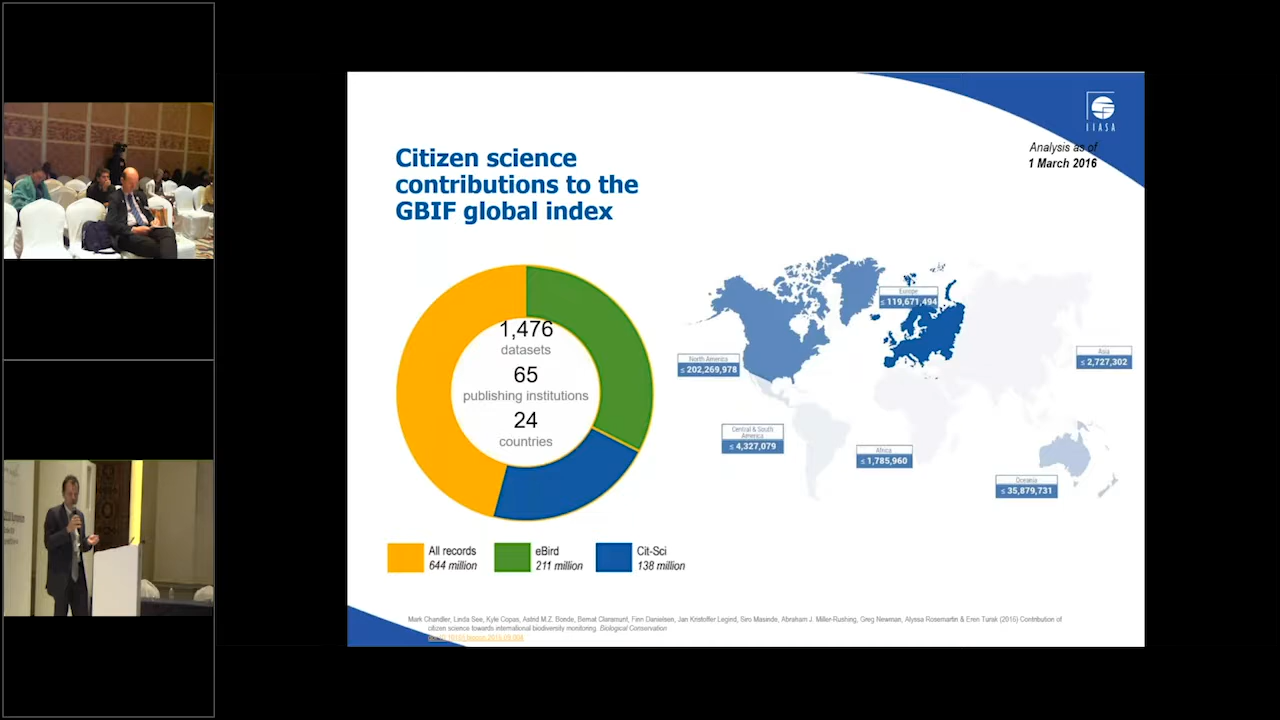 IIASA
Analysis as of
1 March 2016
Citizen science
contributions to the
GBIF global index
1,476
datasets
65
publishing institutions
24
countries
Europe
≤ 119,671,494
North America
≤ 202,269,978
Asia
≤ 2,727,302
Central & South
America
≤ 4,327,079
Africa
≤ 1,785,960
Oceania
≤ 35,879,731
All records
644 million
eBird
211 million
Cit-Sci
138 million
Mark Chandler, Linda See, Kyle Copas, Astrid M.Z. Bonde, Bernat Claramunt, Finn Danielsen, Jan Kristoffer Legind, Siro Masinde, Abraham J. Miller-Rushing, Greg Newman, Alyssa Rosemartin & Eren Turak (2016) Contribution of
citizen science towards international biodiversity monitoring. Biological Conservation